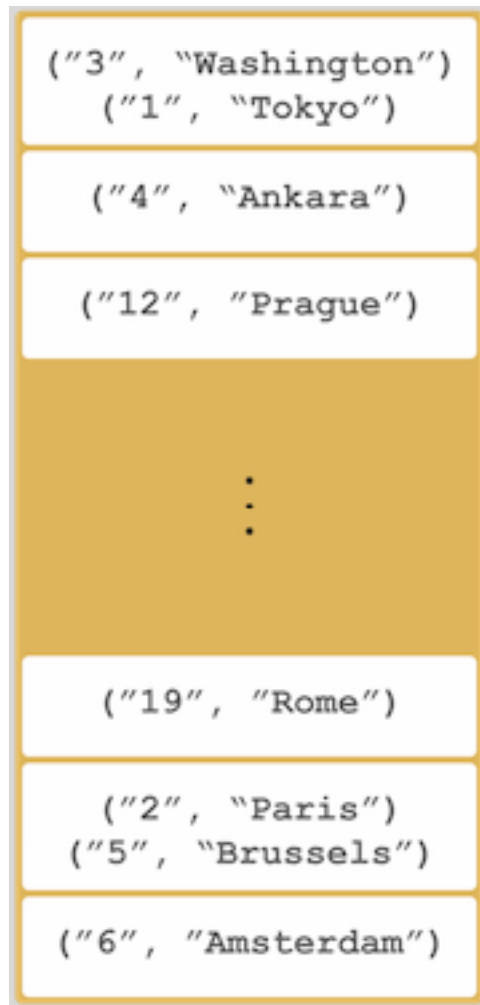 (″3″, “Washington″)
(″1″, “Tokyo″)
(″4″, “Ankara″)
(″12″, ″Prague″)
(″19″, ″Rome″)
(″2″, “Paris″)
(″5″, “Brussels″)
(″6″, ″Amsterdam″)